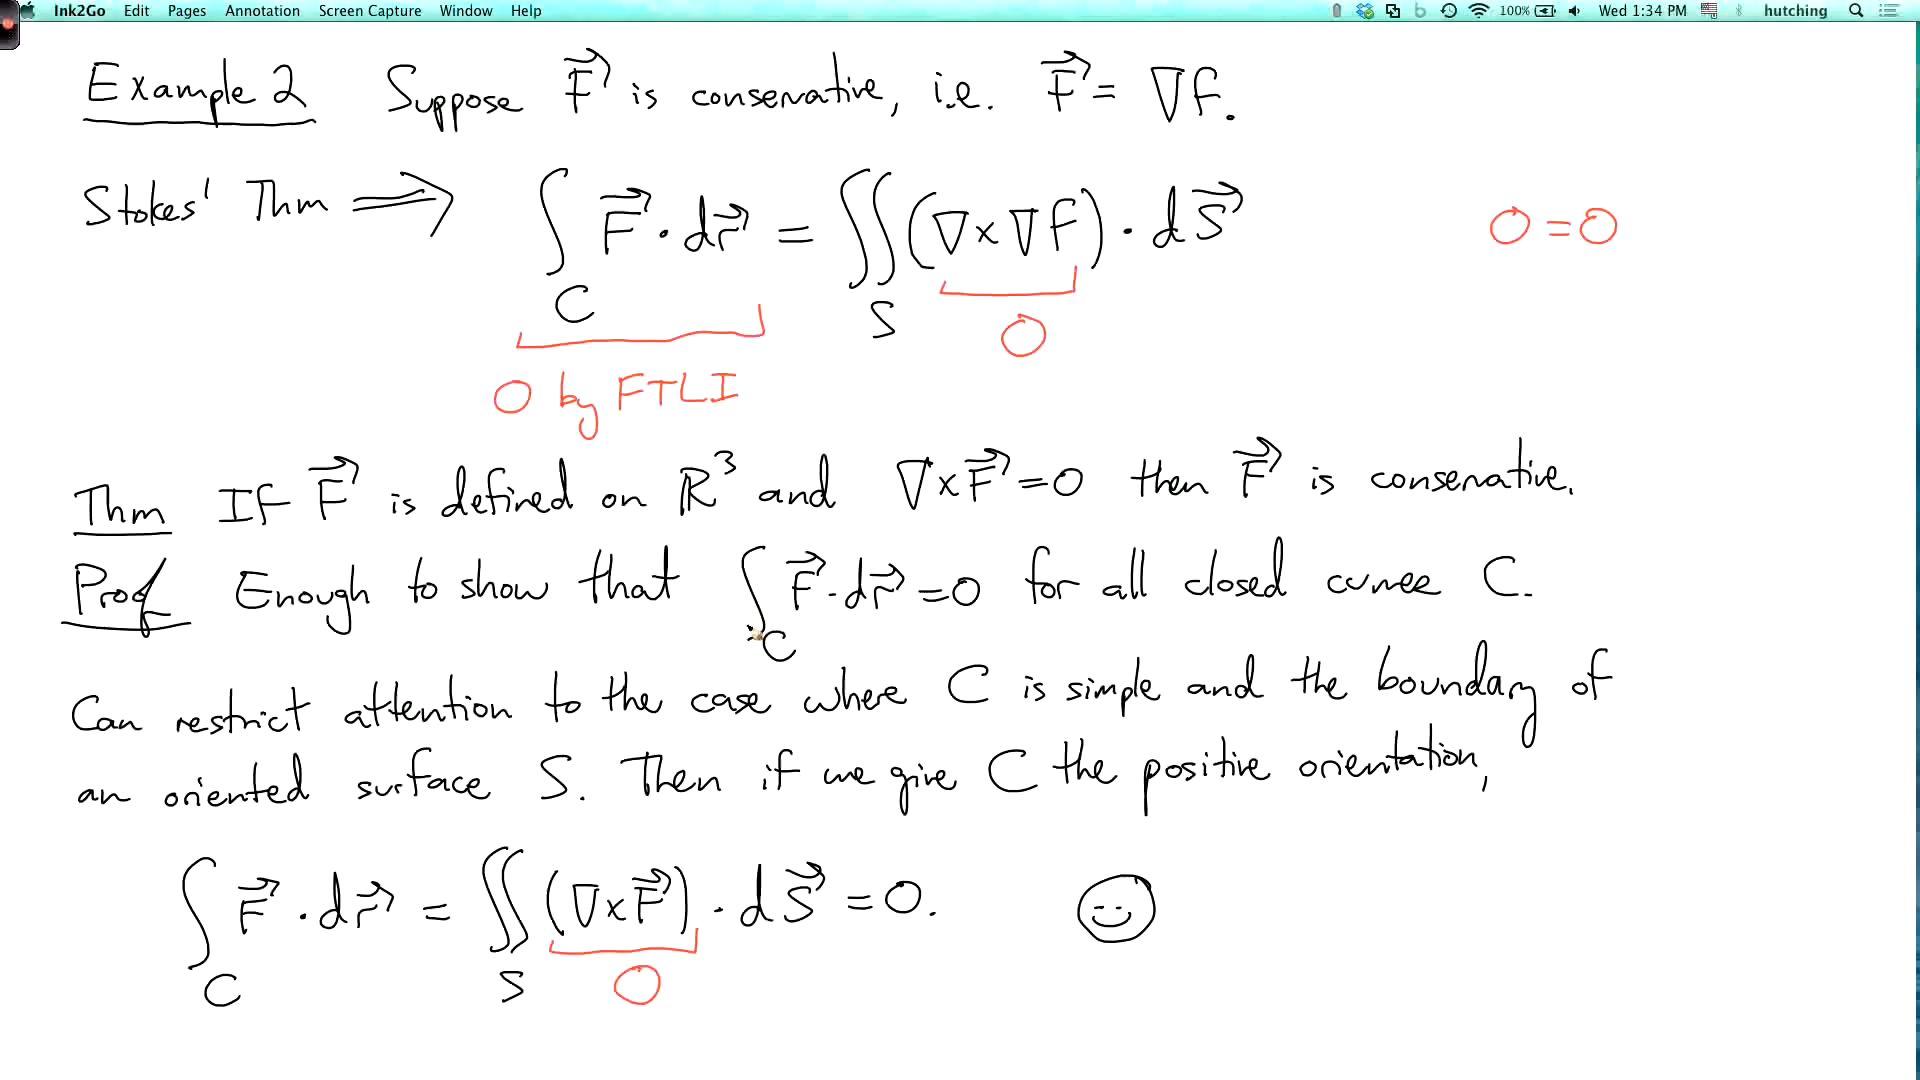 Ink2Go Edit Pages Annotation Screen Capture Window Help 100% Wed 1:34 PM hutching
Example 2 Suppose F⃗ is conservative, i.e. F⃗ = ∇f.
Stokes' Thm ⟹ ∫_C F⃗ · dr⃗ = ∬_S (∇×∇f) · dS⃗ 0 = 0
0
0 by FTLI
Thm If F⃗ is defined on R³ and ∇×F⃗ = 0 then F⃗ is conservative.
Proof Enough to show that ∫_C F⃗ · dr⃗ = 0 for all closed curves C.
Can restrict attention to the case where C is simple and the boundary of
an oriented surface S. Then if we give C the positive orientation,
∫_C F⃗ · dr⃗ = ∬_S (∇×F⃗) · dS⃗ = 0.
0